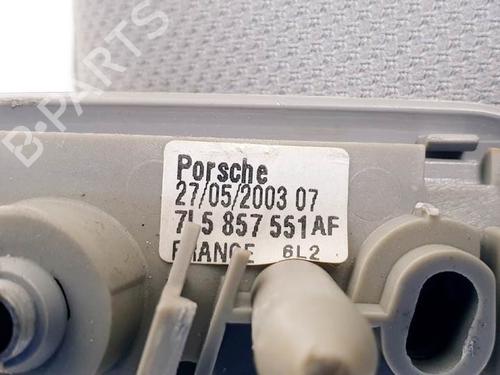 B-PARTS
Porsche
27/05/2003 07
7L5 857 551AF
FRANCE 6L2